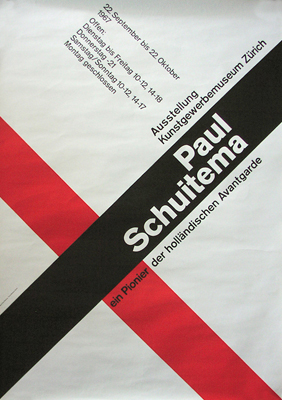 22. September bis 22. Oktober
1967
Offen:
Dienstag bis Freitag 10-12, 14-18
Donnerstag -21
Samstag/Sonntag 10-12, 14-17
Montag geschlossen
Ausstellung
Kunstgewerbemuseum Zürich
Paul
Schuitema
ein Pionier der holländischen Avantgarde